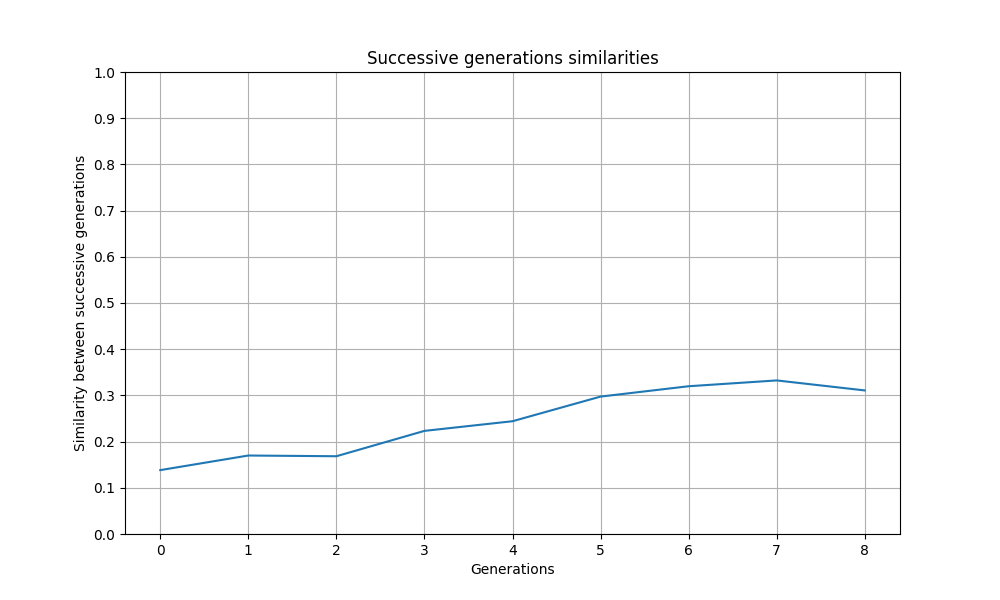 Successive generations similarities
Similarity between successive generations
1.0
0.9
0.8
0.7
0.6
0.5
0.4
0.3
0.2
0.1
0.0
0 1 2 3 4 5 6 7 8
Generations